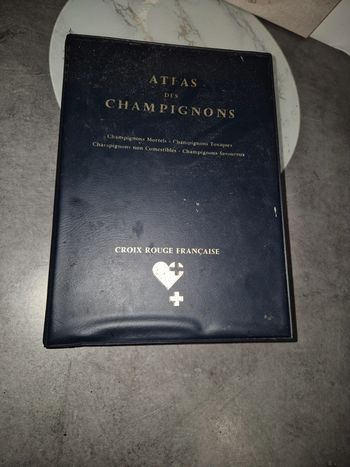 ATLAS
DES
CHAMPIGNONS
Champignons Mortels - Champignons Toxiques
Champignons non Comestibles - Champignons Savoureux
CROIX ROUGE FRANÇAISE